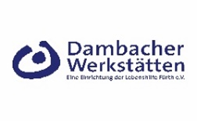 Dambacher
Werkstätten
Eine Einrichtung der Lebenshilfe Fürth e.V.